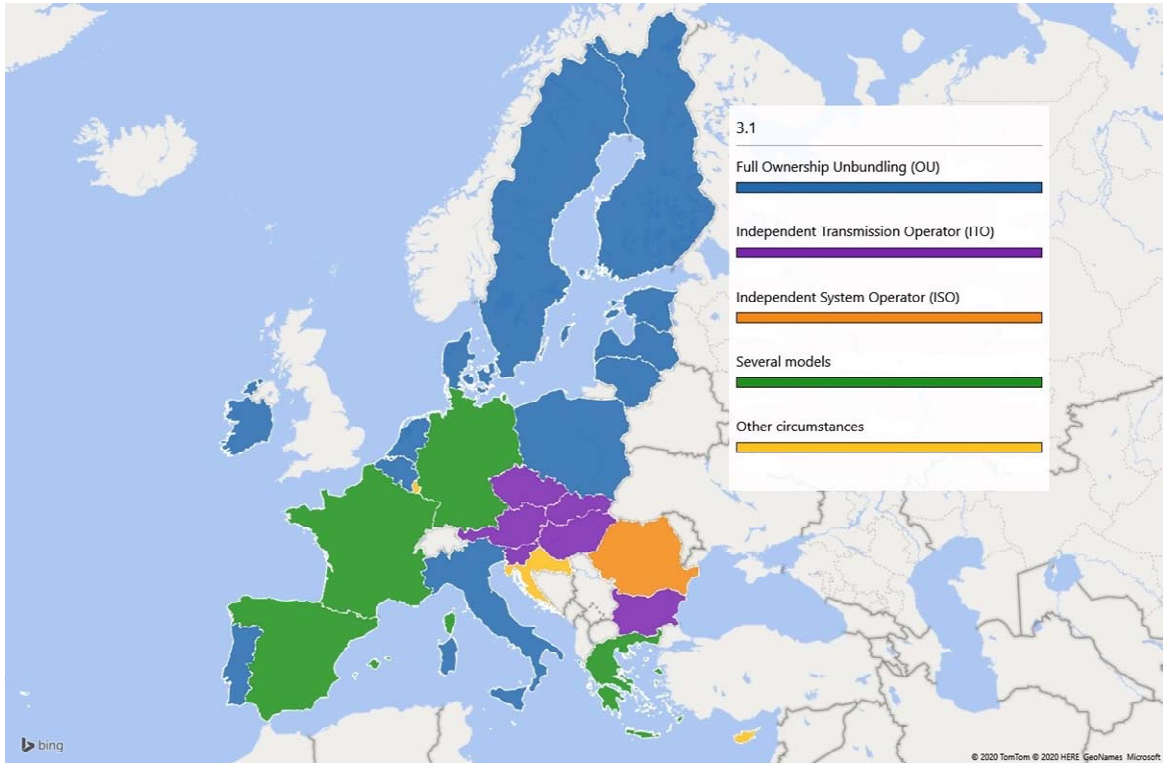 3.1
Full Ownership Unbundling (OU)
Independent Transmission Operator (ITO)
Independent System Operator (ISO)
Several models
Other circumstances
bing
© 2020 TomTom © 2020 HERE GeoNames Microsoft